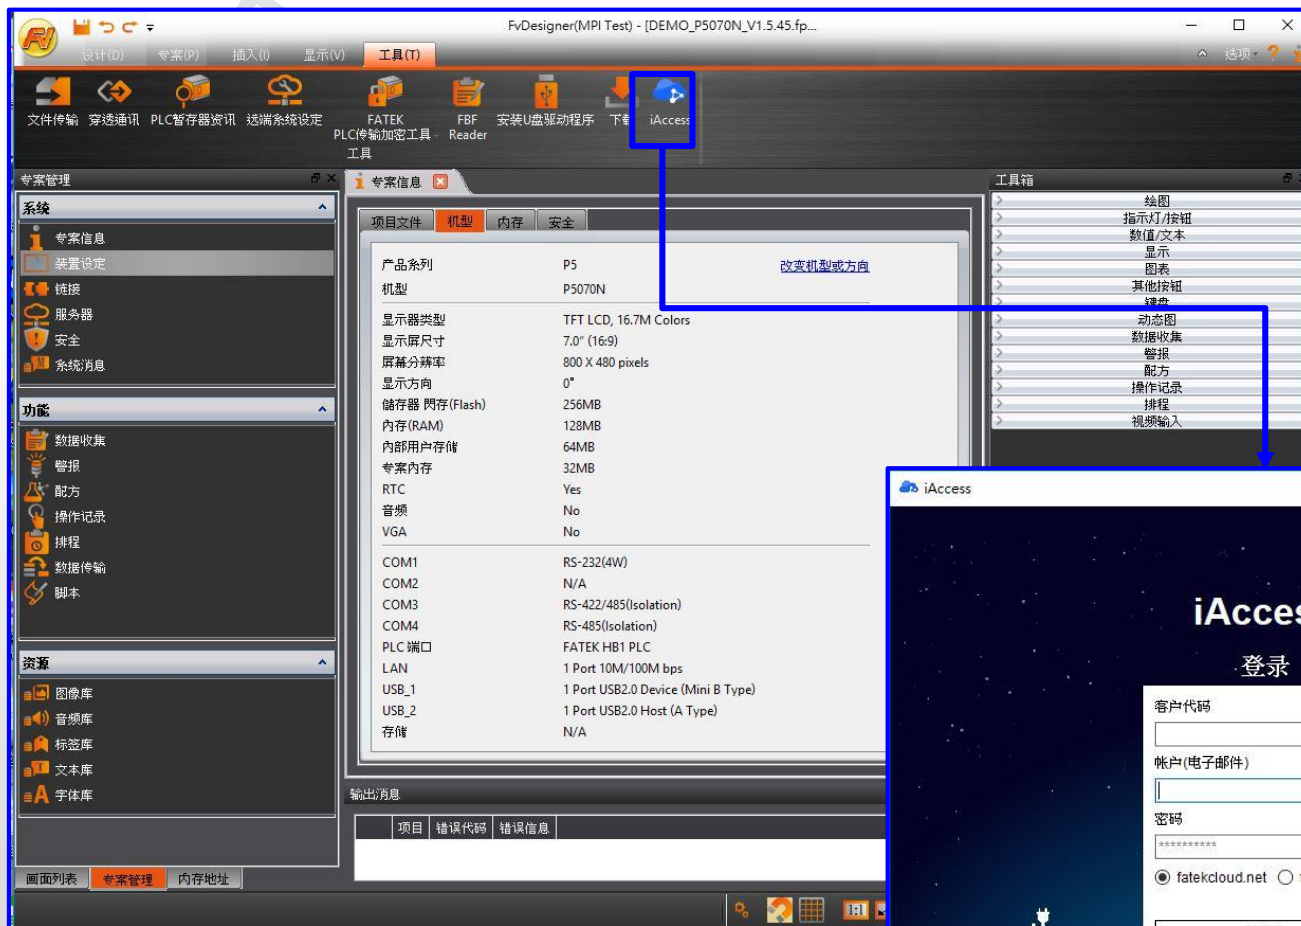 FvDesigner(MPI Test) - [DEMO_P5070N_V1.5.45.fp...
设计(D) 专案(P) 插入(I) 显示(V) 工具(T) 选项
文件传输 穿透通讯 PLC暂存器资讯 远端系统设定 FATEK PLC传输加密工具 FBF Reader 安装U盘驱动程序 下载 iAccess
工具
专案管理
系统
专案信息
装置设定
链接
服务器
安全
系统消息
功能
数据收集
警报
配方
操作记录
排程
数据传输
脚本
资源
图像库
音频库
标签库
文本库
字体库
画面列表 专案管理 内存地址
专案信息
项目文件 机型 内存 安全
产品系列 P5 改变机型或方向
机型 P5070N
显示器类型 TFT LCD, 16.7M Colors
显示屏尺寸 7.0" (16:9)
屏幕分辨率 800 X 480 pixels
显示方向 0°
储存器 閃存(Flash) 256MB
内存(RAM) 128MB
内部用户存储 64MB
专案内存 32MB
RTC Yes
音频 No
VGA No
COM1 RS-232(4W)
COM2 N/A
COM3 RS-422/485(Isolation)
COM4 RS-485(Isolation)
PLC 端口 FATEK HB1 PLC
LAN 1 Port 10M/100M bps
USB_1 1 Port USB2.0 Device (Mini B Type)
USB_2 1 Port USB2.0 Host (A Type)
存储 N/A
输出消息
项目 错误代码 错误信息
1:1
工具箱
绘图
指示灯/按钮
数值/文本
显示
图表
其他按钮
键盘
动态图
数据收集
警报
配方
操作记录
排程
视频输入
iAccess
iAcces
登录
客户代码
帐户(电子邮件)
密码
**********
fatekcloud.net